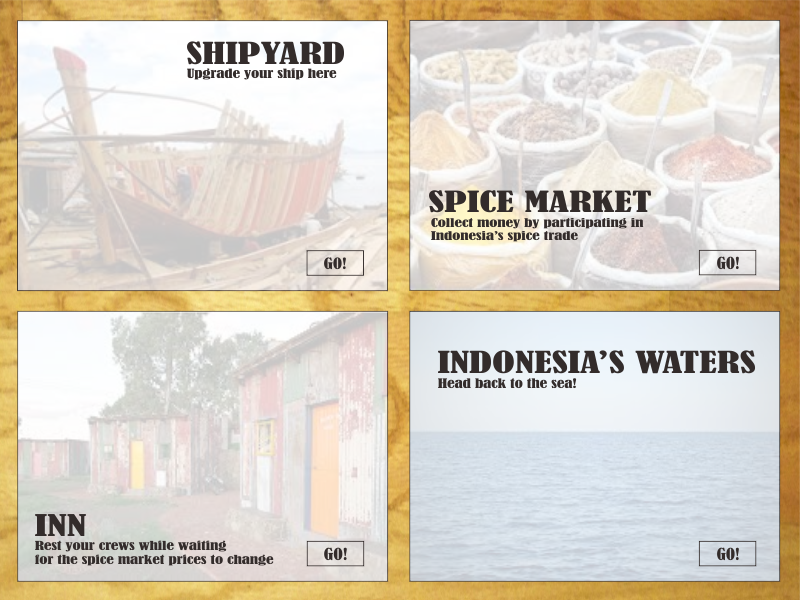 SHIPYARD
Upgrade your ship here
GO!
SPICE MARKET
Collect money by participating in
Indonesia's spice trade
GO!
INN
Rest your crews while waiting
for the spice market prices to change
GO!
INDONESIA'S WATERS
Head back to the sea!
GO!